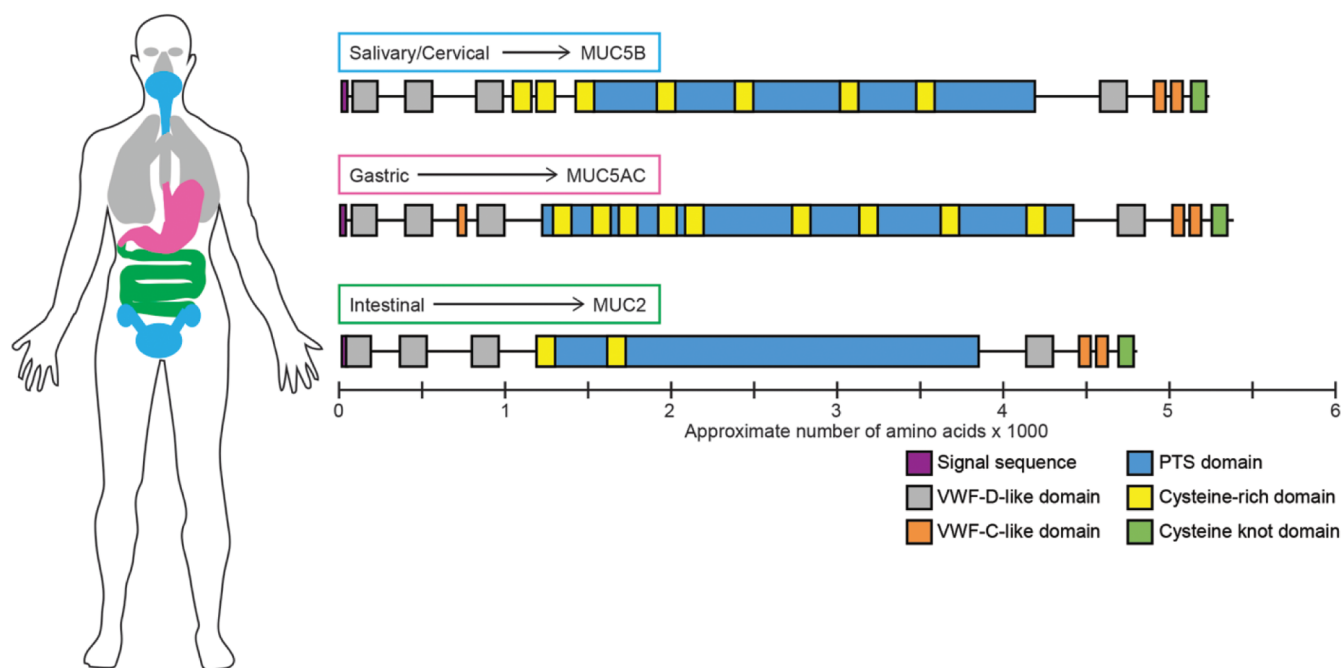 Salivary/Cervical MUC5B
Gastric MUC5AC
Intestinal MUC2
0 1 2 3 4 5 6
Approximate number of amino acids x 1000
Signal sequence PTS domain
VWF-D-like domain Cysteine-rich domain
VWF-C-like domain Cysteine knot domain